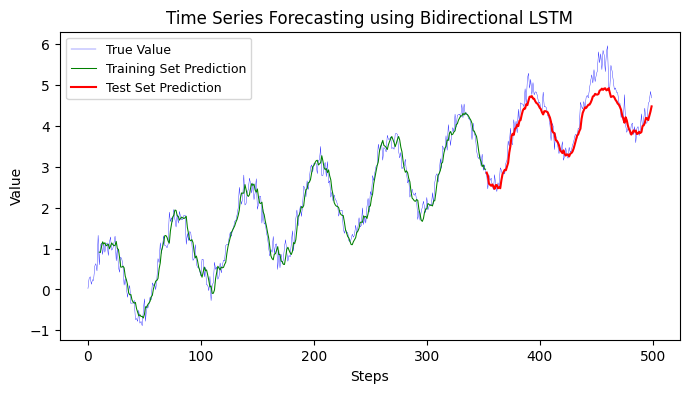 Time Series Forecasting using Bidirectional LSTM
True Value
Training Set Prediction
Test Set Prediction
6
5
4
3
2
1
0
−1
Value
0 100 200 300 400 500
Steps